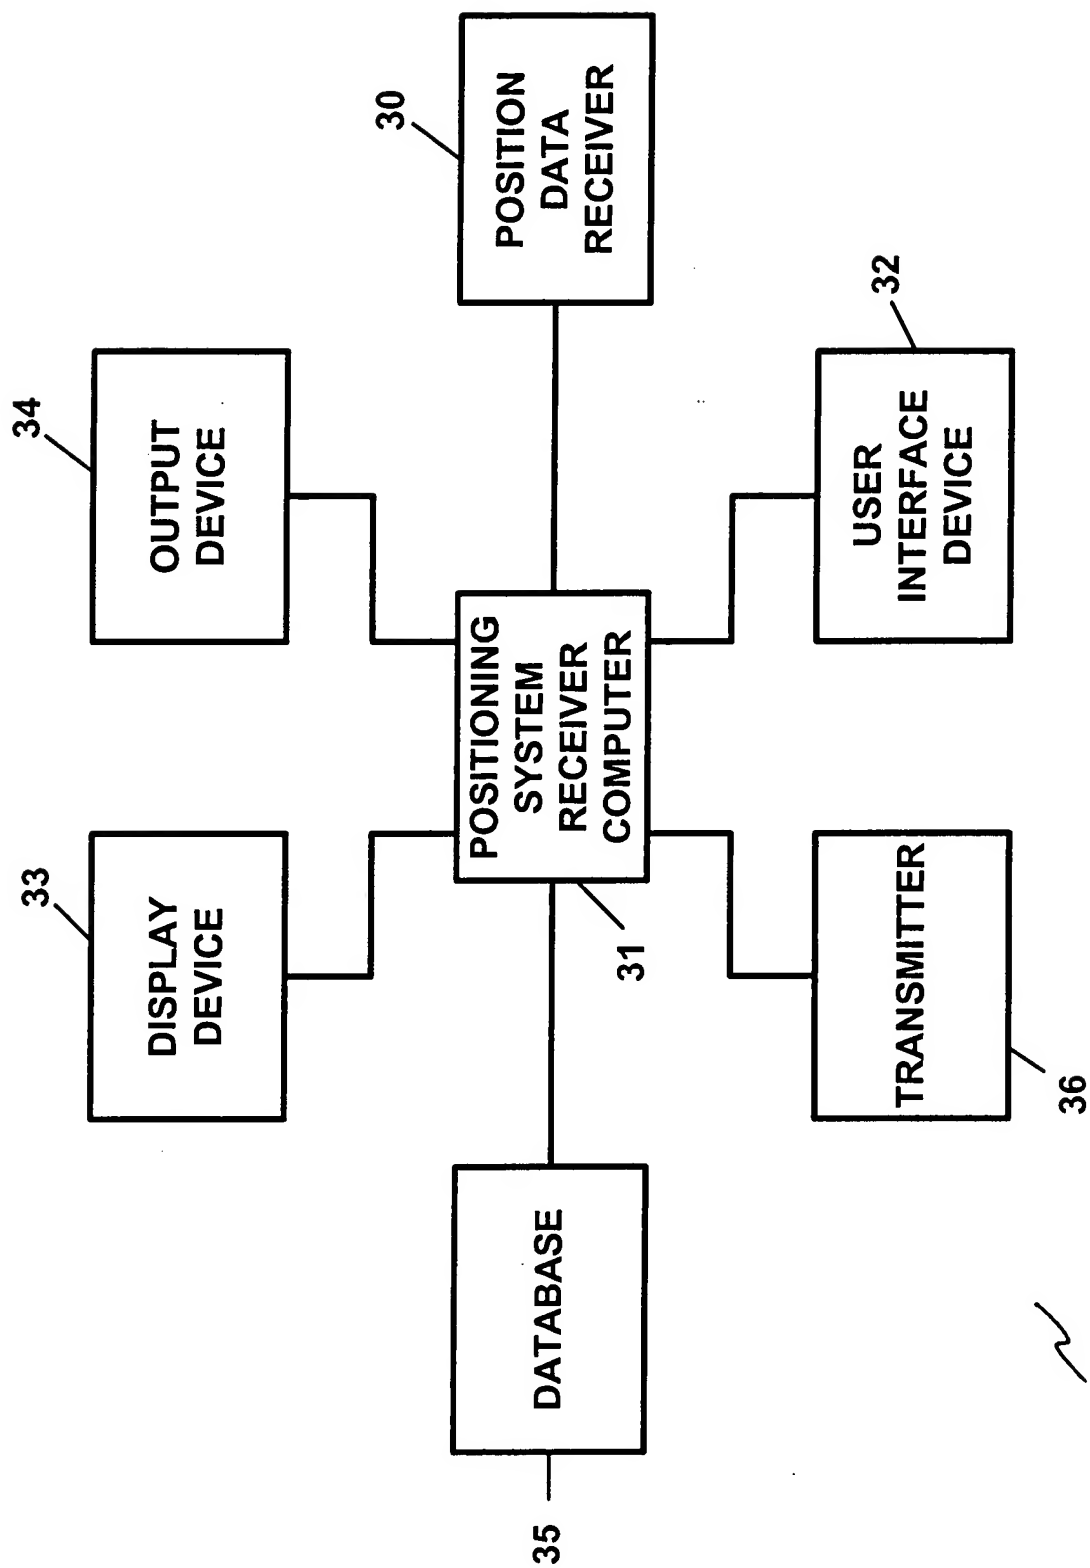 33
DISPLAY
DEVICE
34
OUTPUT
DEVICE
35
DATABASE
POSITIONING
SYSTEM
RECEIVER
COMPUTER
31
30
POSITION
DATA
RECEIVER
TRANSMITTER
36
USER
INTERFACE
DEVICE
32